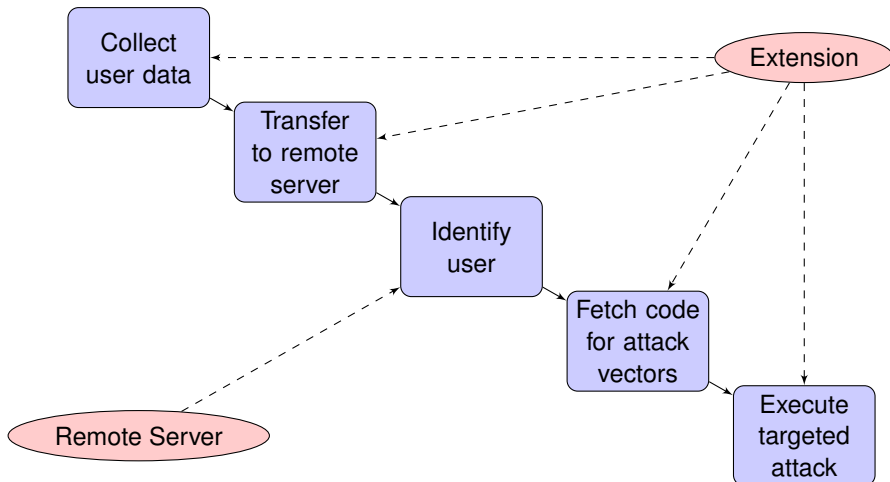 Collect
user data
Extension
Transfer
to remote
server
Identify
user
Fetch code
for attack
vectors
Remote Server
Execute
targeted
attack